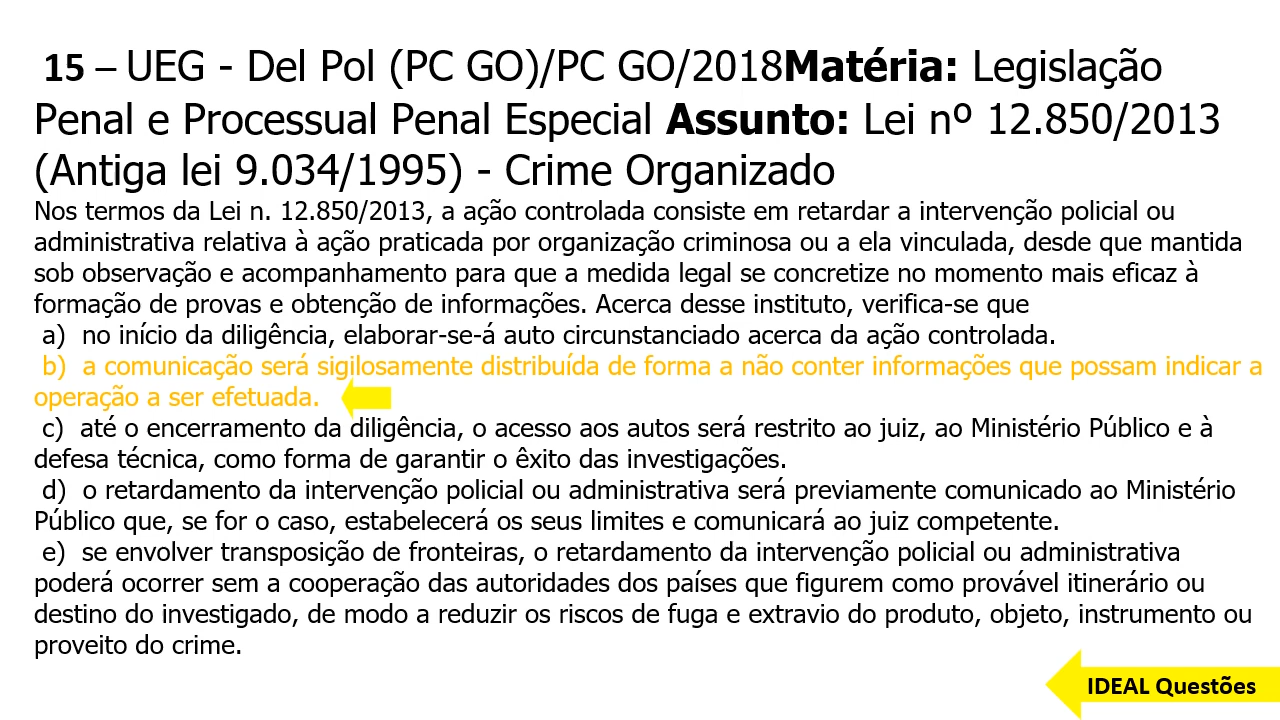 15 – UEG - Del Pol (PC GO)/PC GO/2018Matéria: Legislação
Penal e Processual Penal Especial Assunto: Lei nº 12.850/2013
(Antiga lei 9.034/1995) - Crime Organizado
Nos termos da Lei n. 12.850/2013, a ação controlada consiste em retardar a intervenção policial ou
administrativa relativa à ação praticada por organização criminosa ou a ela vinculada, desde que mantida
sob observação e acompanhamento para que a medida legal se concretize no momento mais eficaz à
formação de provas e obtenção de informações. Acerca desse instituto, verifica-se que
a) no início da diligência, elaborar-se-á auto circunstanciado acerca da ação controlada.
b) a comunicação será sigilosamente distribuída de forma a não conter informações que possam indicar a
operação a ser efetuada.
c) até o encerramento da diligência, o acesso aos autos será restrito ao juiz, ao Ministério Público e à
defesa técnica, como forma de garantir o êxito das investigações.
d) o retardamento da intervenção policial ou administrativa será previamente comunicado ao Ministério
Público que, se for o caso, estabelecerá os seus limites e comunicará ao juiz competente.
e) se envolver transposição de fronteiras, o retardamento da intervenção policial ou administrativa
poderá ocorrer sem a cooperação das autoridades dos países que figurem como provável itinerário ou
destino do investigado, de modo a reduzir os riscos de fuga e extravio do produto, objeto, instrumento ou
proveito do crime.
IDEAL Questões